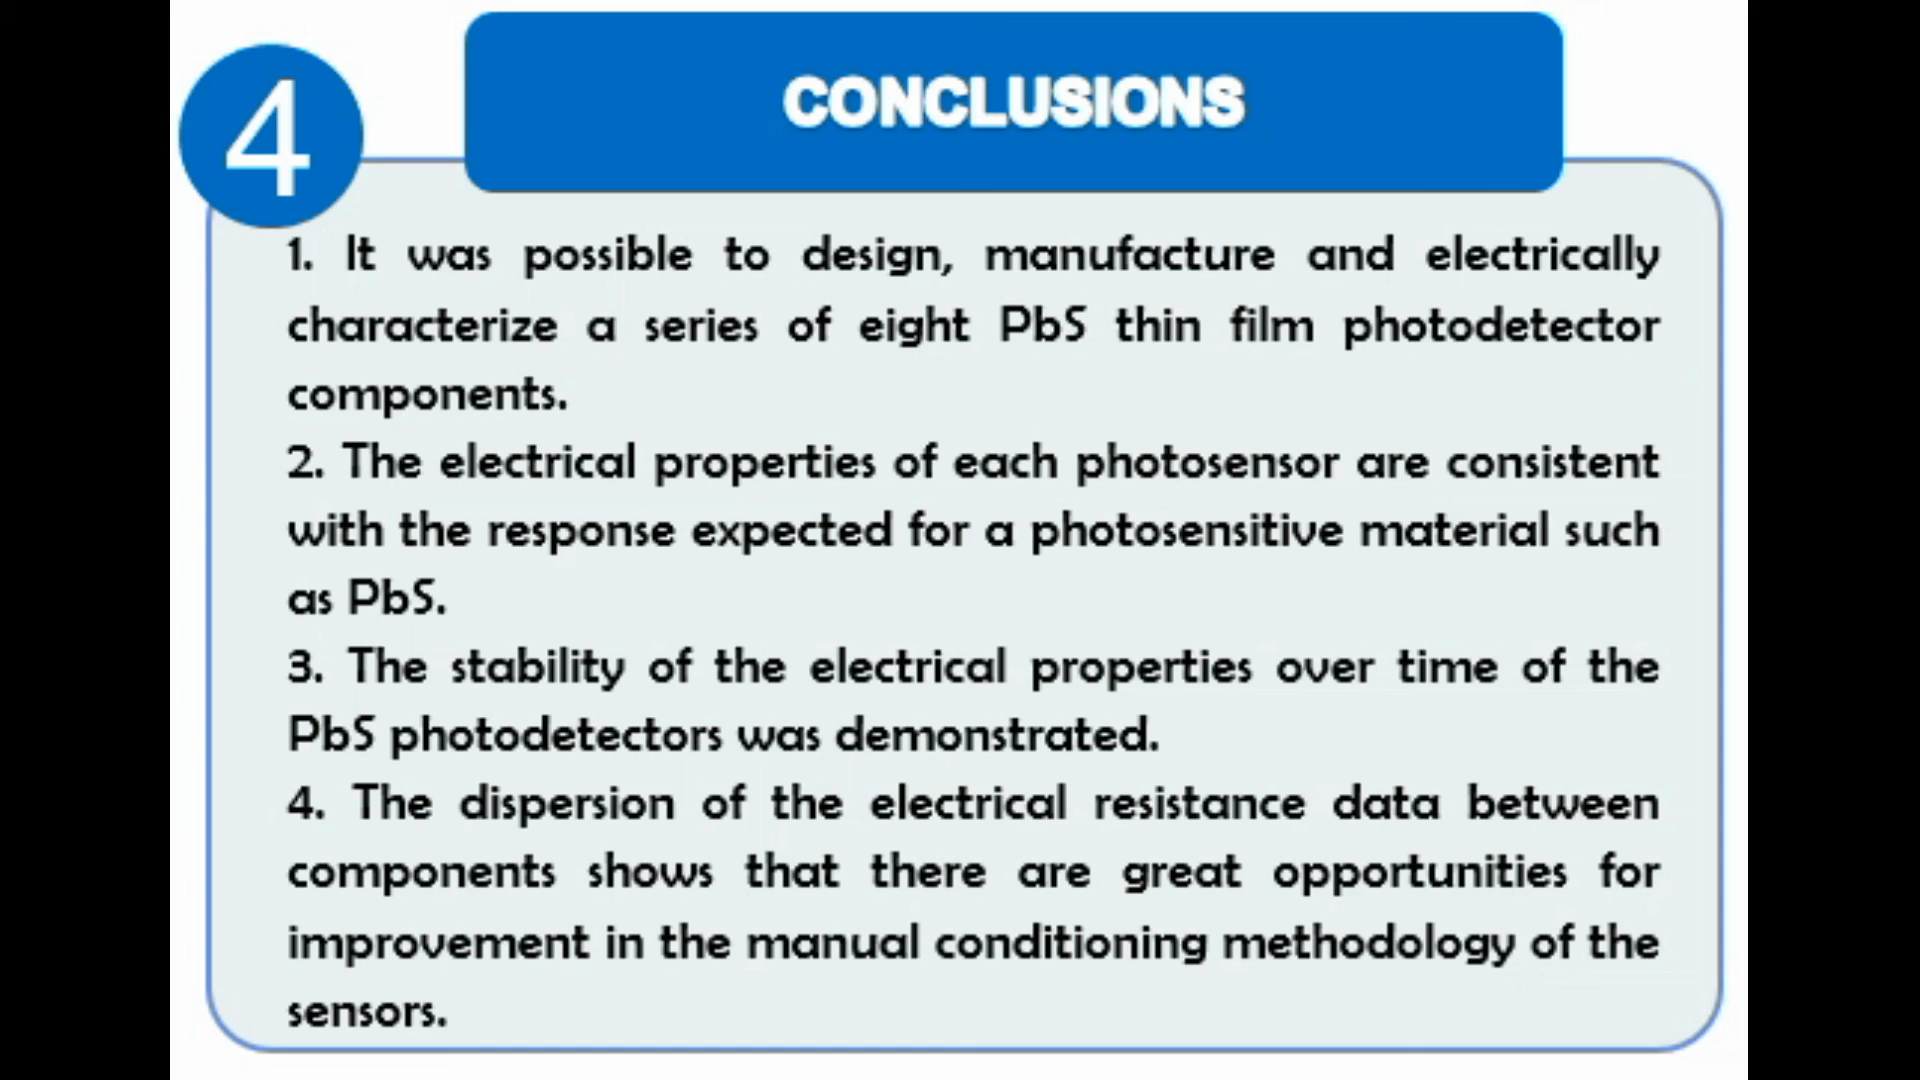 4
CONCLUSIONS
1. It was possible to design, manufacture and electrically
characterize a series of eight PbS thin film photodetector
components.
2. The electrical properties of each photosensor are consistent
with the response expected for a photosensitive material such
as PbS.
3. The stability of the electrical properties over time of the
PbS photodetectors was demonstrated.
4. The dispersion of the electrical resistance data between
components shows that there are great opportunities for
improvement in the manual conditioning methodology of the
sensors.